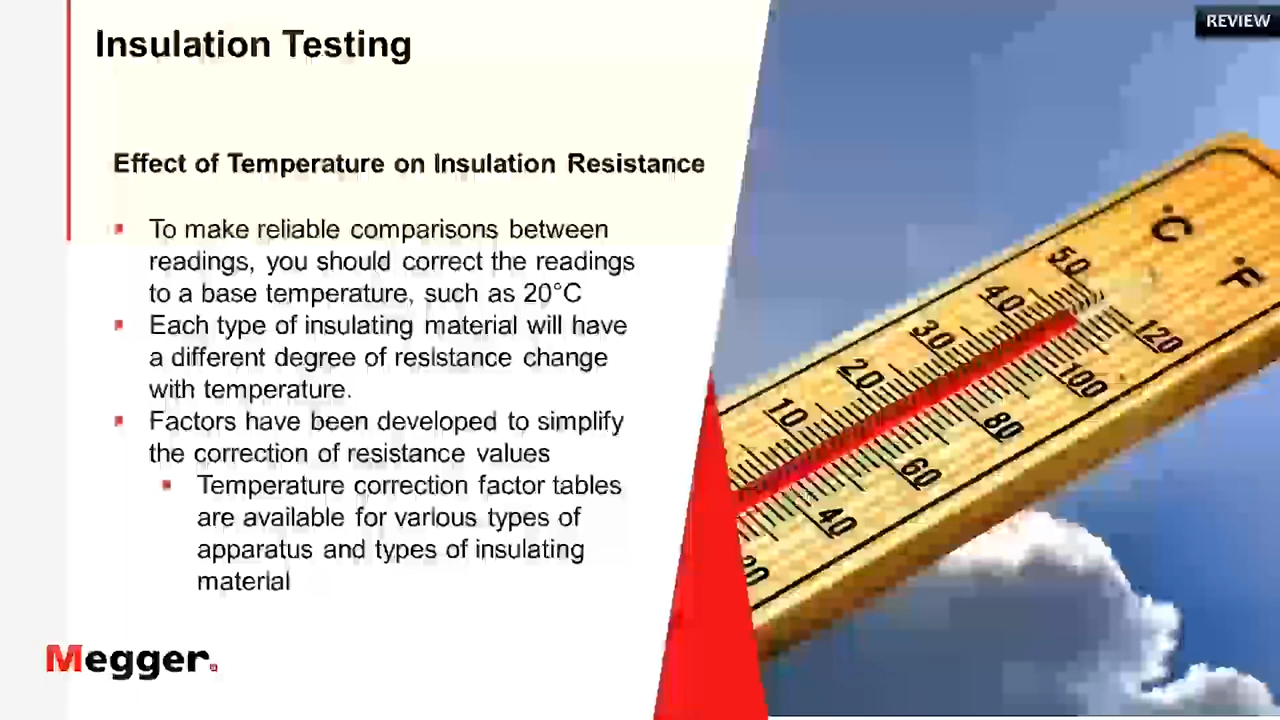 REVIEW
Insulation Testing
Effect of Temperature on Insulation Resistance
To make reliable comparisons between
readings, you should correct the readings
to a base temperature, such as 20°C
Each type of insulating material will have
a different degree of resistance change
with temperature.
Factors have been developed to simplify
the correction of resistance values
Temperature correction factor tables
are available for various types of
apparatus and types of insulating
material
Megger.
°C
°F
50
40
30
20
10
120
100
80
60
40
20